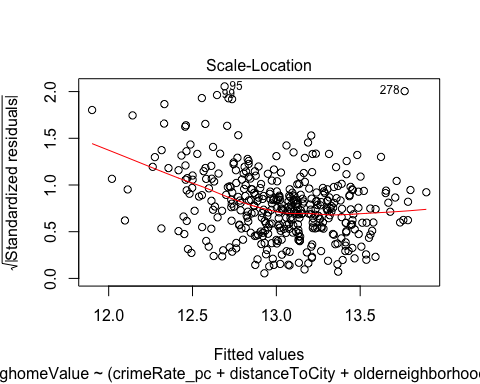 Scale-Location
√|Standardized residuals|
2.0
1.5
1.0
0.5
0.0
95
278
12.0 12.5 13.0 13.5
Fitted values
ghomeValue ~ (crimeRate_pc + distanceToCity + olderneighborhoo